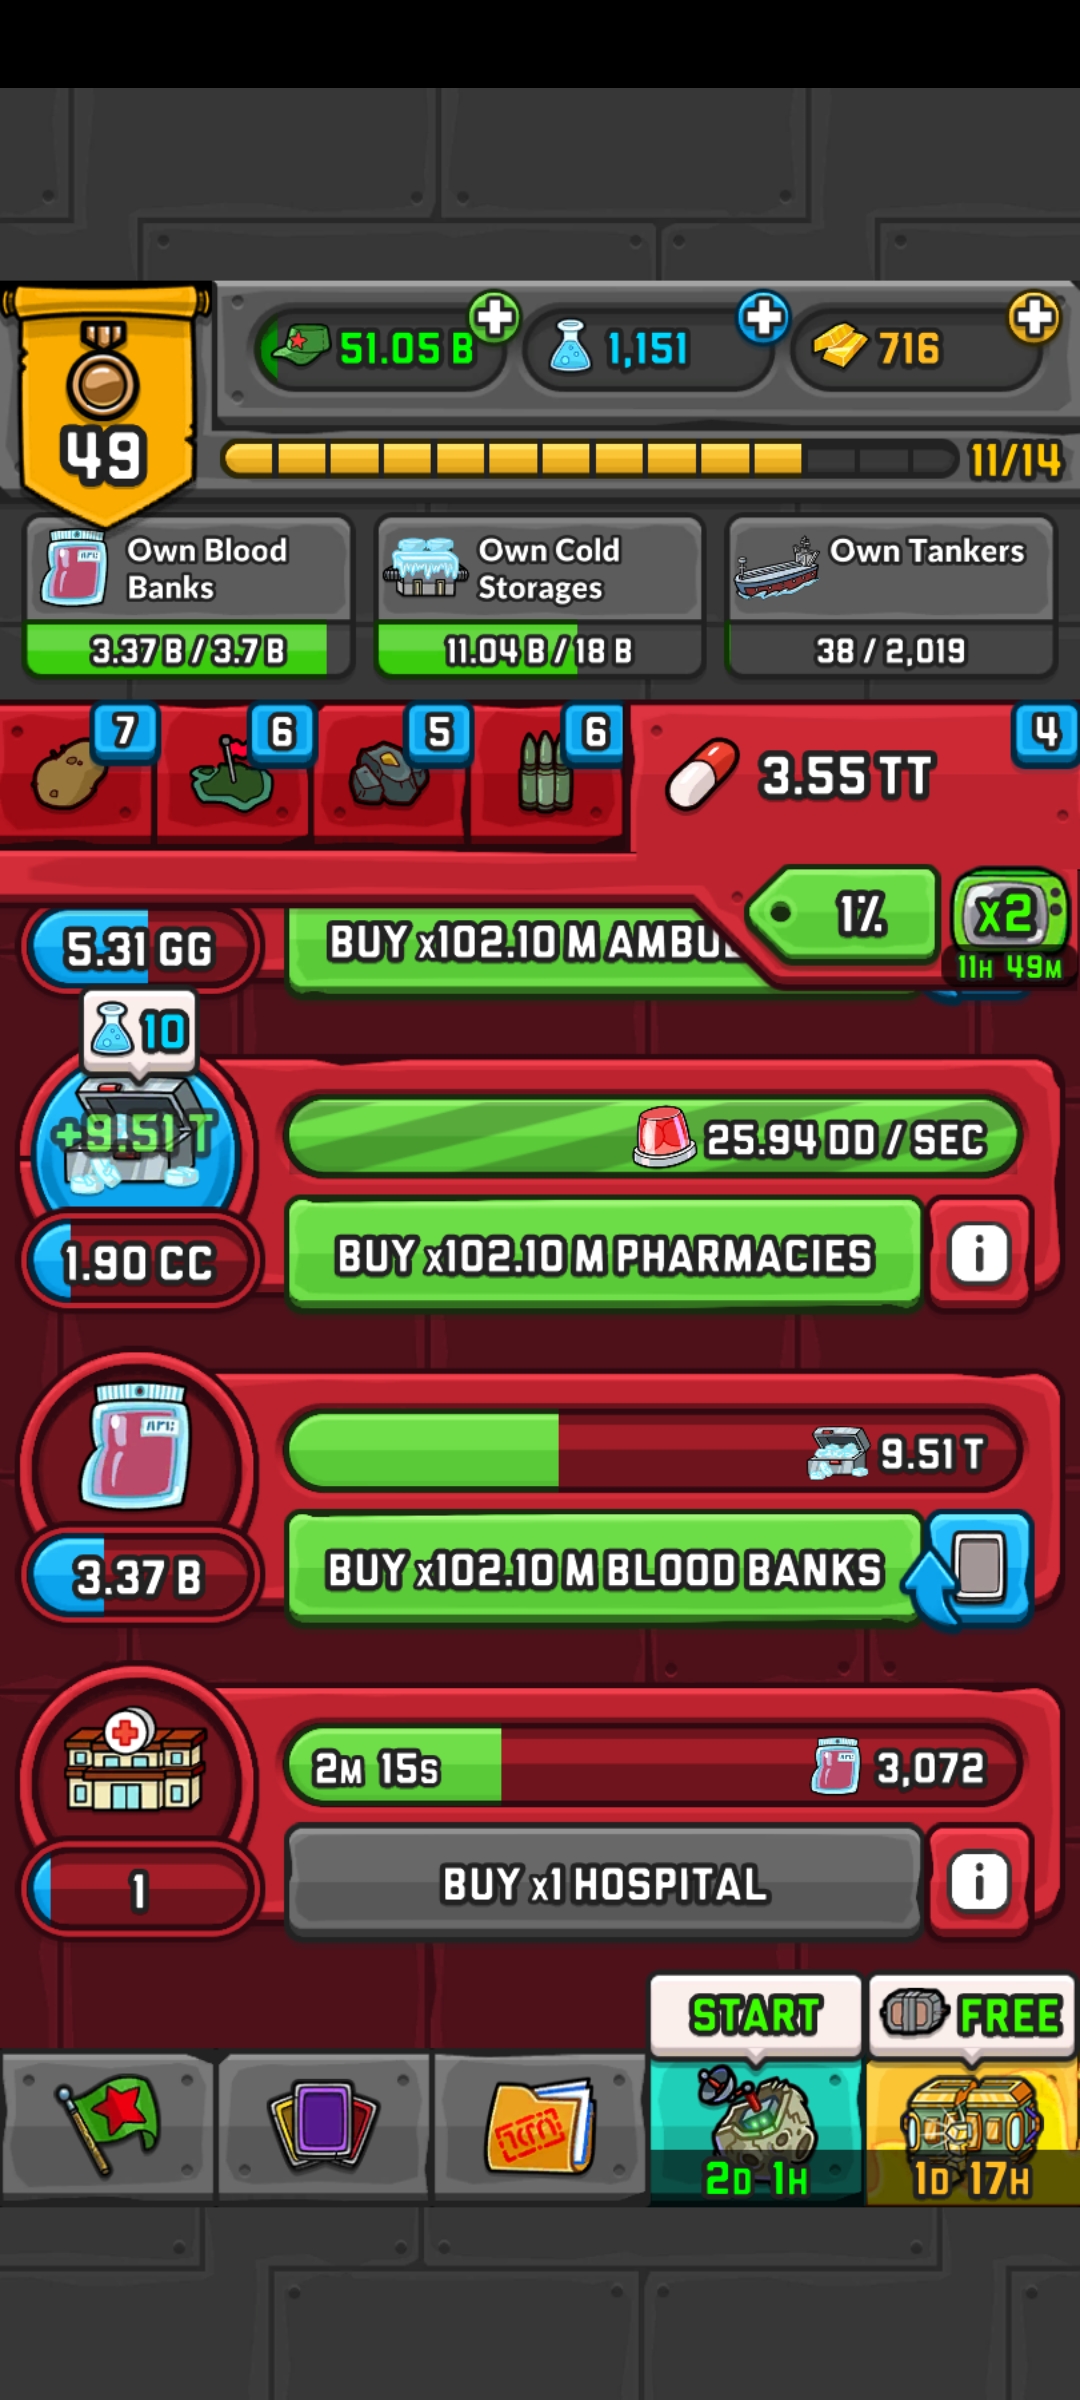 51.05 B
1,151
716
49
11/14
Own Blood Banks
3.37 B / 3.7 B
Own Cold Storages
11.04 B / 18 B
Own Tankers
38 / 2,019
7
6
5
6
3.55 TT
4
5.31 GG
1%
x2
11H 49M
10
+9.51 T
25.94 DD / SEC
1.90 CC
BUY x102.10 M PHARMACIES
i
9.51 T
3.37 B
BUY x102.10 M BLOOD BANKS
2M 15S
3,072
1
BUY x1 HOSPITAL
i
START
FREE
2D 1H
1D 17H